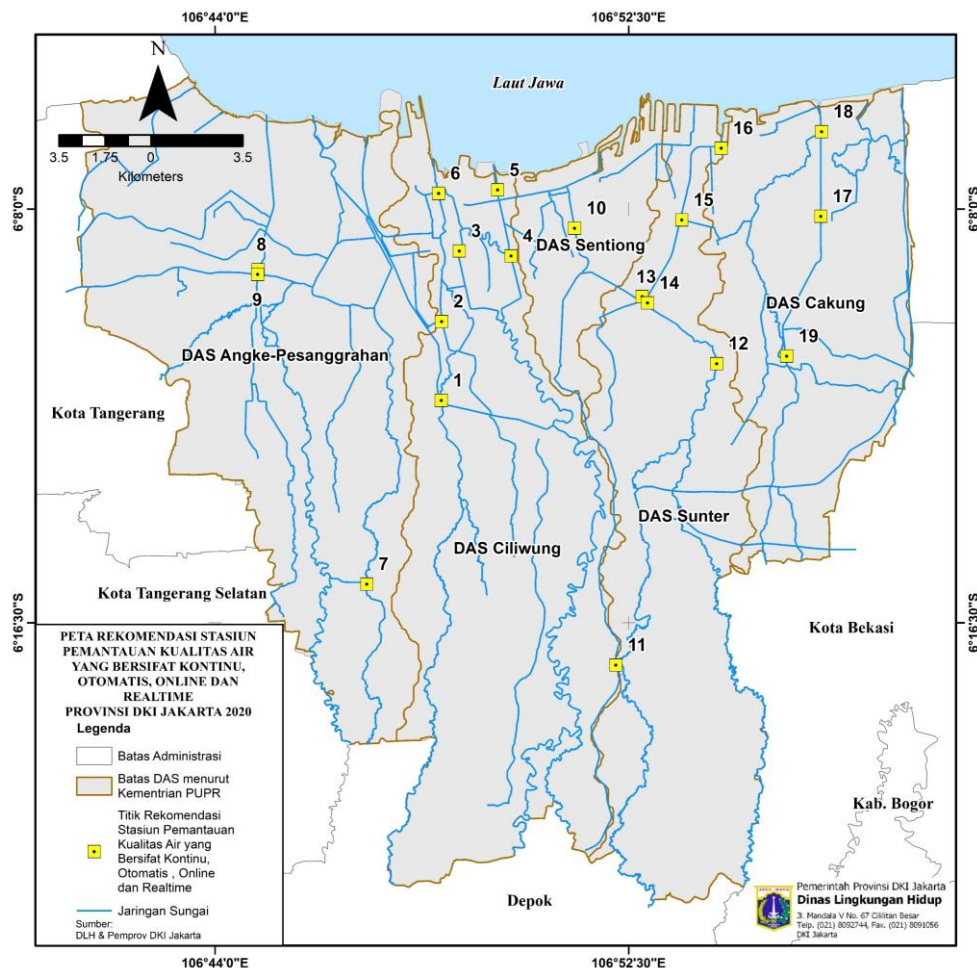 106°44'0"E
106°52'30"E
N
Laut Jawa
3.5
1.75
0
3.5
Kilometers
6°8'0"S
6°8'0"S
18
16
5
6
17
15
10
3
4
DAS Sentiong
8
13
14
9
2
DAS Cakung
19
12
DAS Angke-Pesanggrahan
1
Kota Tangerang
DAS Sunter
DAS Ciliwung
7
Kota Tangerang Selatan
6°16'30"S
6°16'30"S
Kota Bekasi
11
PETA REKOMENDASI STASIUN
PEMANTAUAN KUALITAS AIR
YANG BERSIFAT KONTINU,
OTOMATIS, ONLINE DAN
REALTIME
PROVINSI DKI JAKARTA 2020
Legenda
Batas Administrasi
Batas DAS menurut
Kementrian PUPR
Titik Rekomendasi
Stasiun Pemantauan
Kualitas Air yang
Bersifat Kontinu,
Otomatis , Online
dan Realtime
Jaringan Sungai
Sumber:
DLH & Pemprov DKI Jakarta
Kab. Bogor
Depok
Pemerintah Provinsi DKI Jakarta
Dinas Lingkungan Hidup
Jl. Mandala V No. 67 Cililitan Besar
Telp. (021) 8092744, Fax. (021) 8091056
DKI Jakarta
106°44'0"E
106°52'30"E